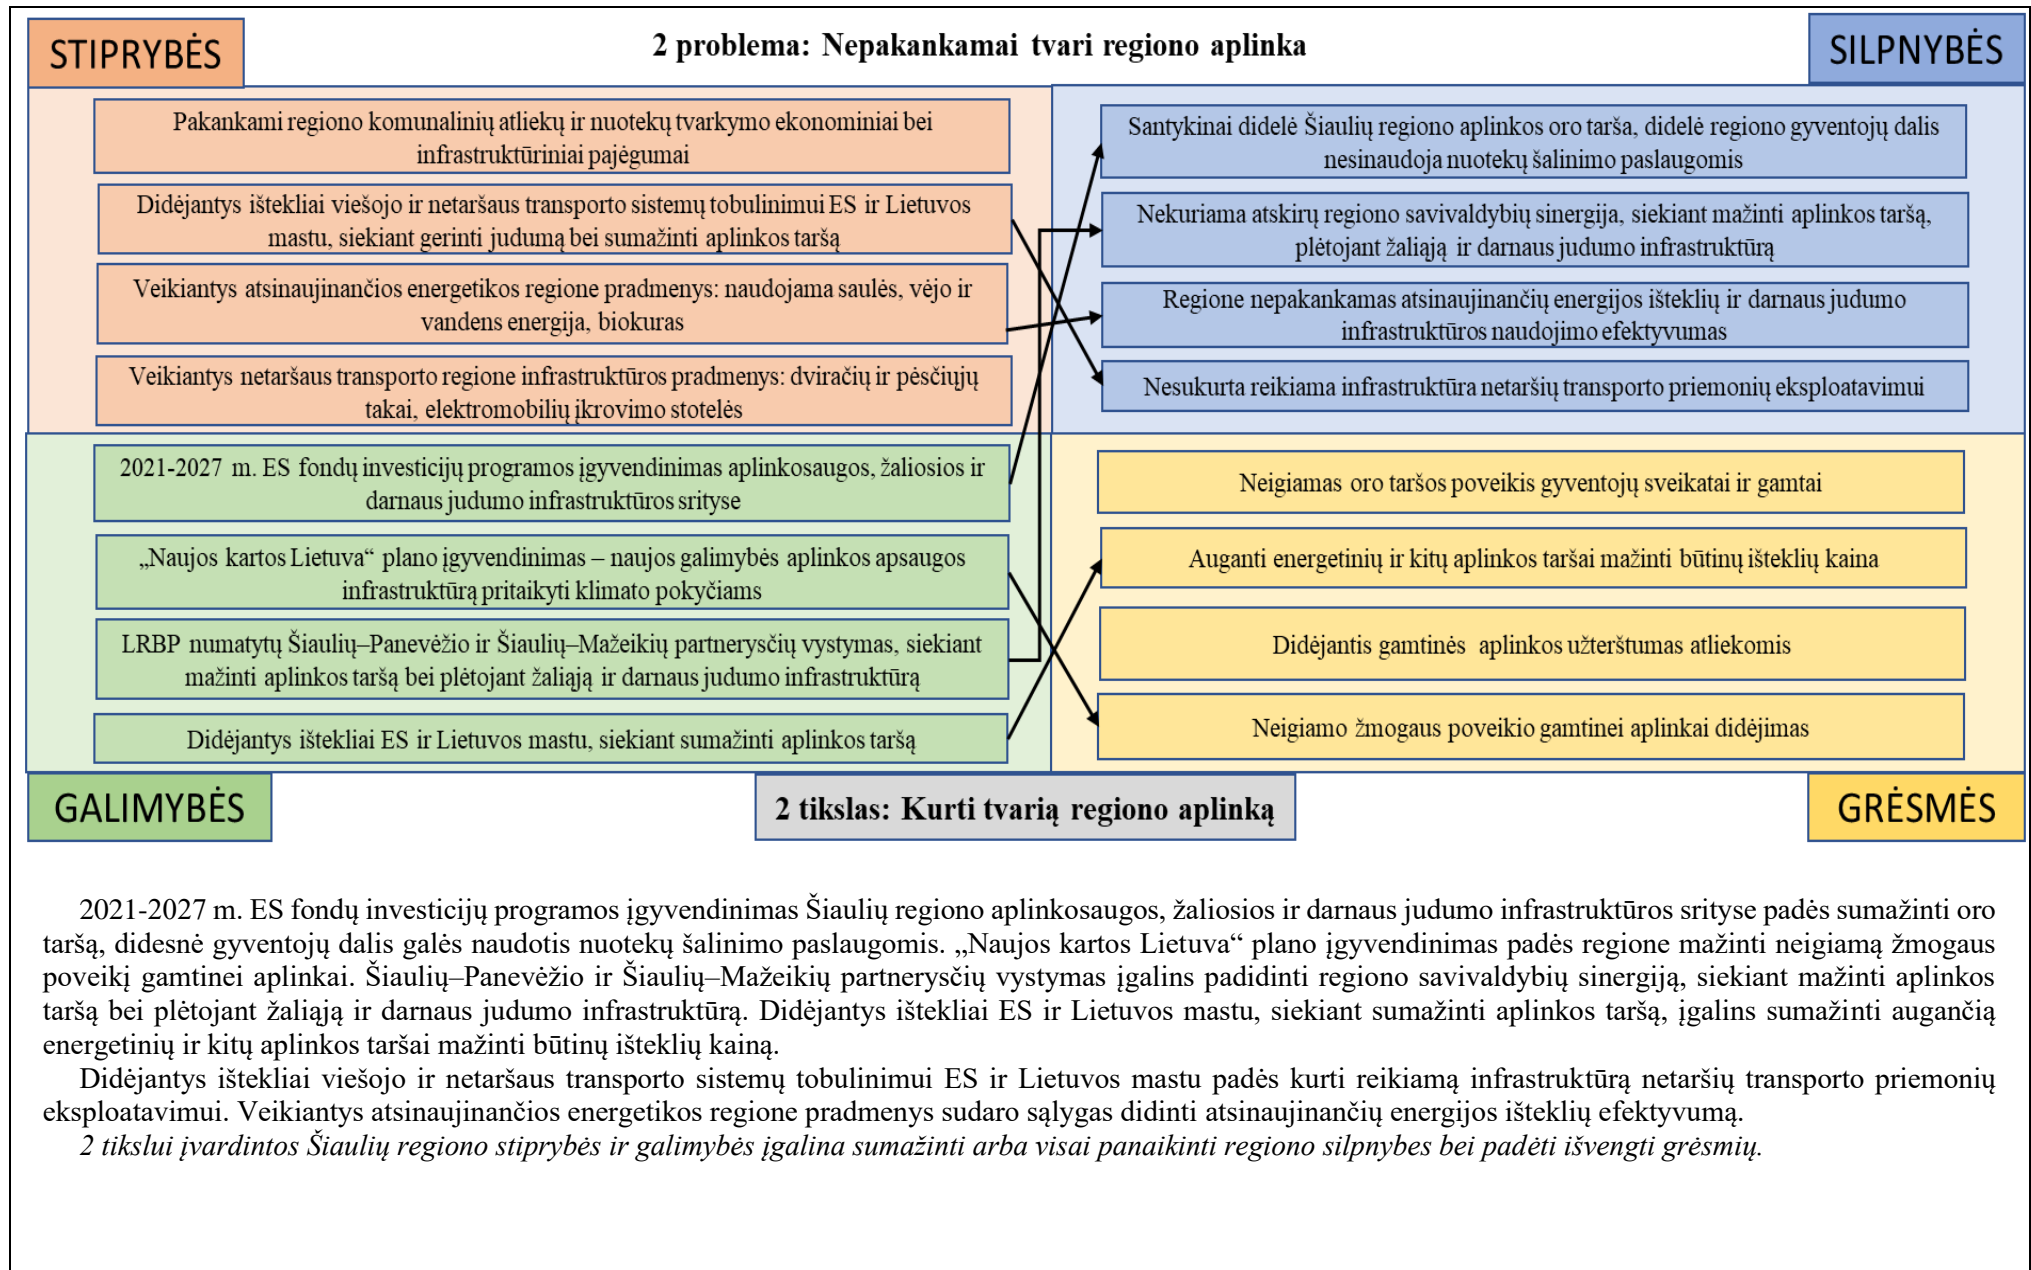 STIPRYBĖS
2 problema: Nepakankamai tvari regiono aplinka
SILPNYBĖS
Pakankami regiono komunalinių atliekų ir nuotekų tvarkymo ekonominiai bei
infrastruktūriniai pajėgumai
Didėjantys ištekliai viešojo ir netaršaus transporto sistemų tobulinimui ES ir Lietuvos
mastu, siekiant gerinti judumą bei sumažinti aplinkos taršą
Veikiantys atsinaujinančios energetikos regione pradmenys: naudojama saulės, vėjo ir
vandens energija, biokuras
Veikiantys netaršaus transporto regione infrastruktūros pradmenys: dviračių ir pėsčiųjų
takai, elektromobilių įkrovimo stotelės
Santykinai didelė Šiaulių regiono aplinkos oro tarša, didelė regiono gyventojų dalis
nesinaudoja nuotekų šalinimo paslaugomis
Nekuriama atskirų regiono savivaldybių sinergija, siekiant mažinti aplinkos taršą,
plėtojant žaliąją ir darnaus judumo infrastruktūrą
Regione nepakankamas atsinaujinančių energijos išteklių ir darnaus judumo
infrastruktūros naudojimo efektyvumas
Nesukurta reikiama infrastruktūra netaršių transporto priemonių eksploatavimui
2021-2027 m. ES fondų investicijų programos įgyvendinimas aplinkosaugos, žaliosios ir
darnaus judumo infrastruktūros srityse
„Naujos kartos Lietuva“ plano įgyvendinimas – naujos galimybės aplinkos apsaugos
infrastruktūrą pritaikyti klimato pokyčiams
LRBP numatytų Šiaulių–Panevėžio ir Šiaulių–Mažeikių partnerysčių vystymas, siekiant
mažinti aplinkos taršą bei plėtojant žaliąją ir darnaus judumo infrastruktūrą
Didėjantys ištekliai ES ir Lietuvos mastu, siekiant sumažinti aplinkos taršą
Neigiamas oro taršos poveikis gyventojų sveikatai ir gamtai
Auganti energetinių ir kitų aplinkos taršai mažinti būtinų išteklių kaina
Didėjantis gamtinės aplinkos užterštumas atliekomis
Neigiamo žmogaus poveikio gamtinei aplinkai didėjimas
GALIMYBĖS
2 tikslas: Kurti tvarią regiono aplinką
GRĖSMĖS
2021-2027 m. ES fondų investicijų programos įgyvendinimas Šiaulių regiono aplinkosaugos, žaliosios ir darnaus judumo infrastruktūros srityse padės sumažinti oro
taršą, didesnė gyventojų dalis galės naudotis nuotekų šalinimo paslaugomis. „Naujos kartos Lietuva“ plano įgyvendinimas padės regione mažinti neigiamą žmogaus
poveikį gamtinei aplinkai. Šiaulių–Panevėžio ir Šiaulių–Mažeikių partnerysčių vystymas įgalins padidinti regiono savivaldybių sinergiją, siekiant mažinti aplinkos
taršą bei plėtojant žaliąją ir darnaus judumo infrastruktūrą. Didėjantys ištekliai ES ir Lietuvos mastu, siekiant sumažinti aplinkos taršą, įgalins sumažinti augančią
energetinių ir kitų aplinkos taršai mažinti būtinų išteklių kainą.
Didėjantys ištekliai viešojo ir netaršaus transporto sistemų tobulinimui ES ir Lietuvos mastu padės kurti reikiamą infrastruktūrą netaršių transporto priemonių
eksploatavimui. Veikiantys atsinaujinančios energetikos regione pradmenys sudaro sąlygas didinti atsinaujinančių energijos išteklių efektyvumą.
2 tikslui įvardintos Šiaulių regiono stiprybės ir galimybės įgalina sumažinti arba visai panaikinti regiono silpnybes bei padėti išvengti grėsmių.